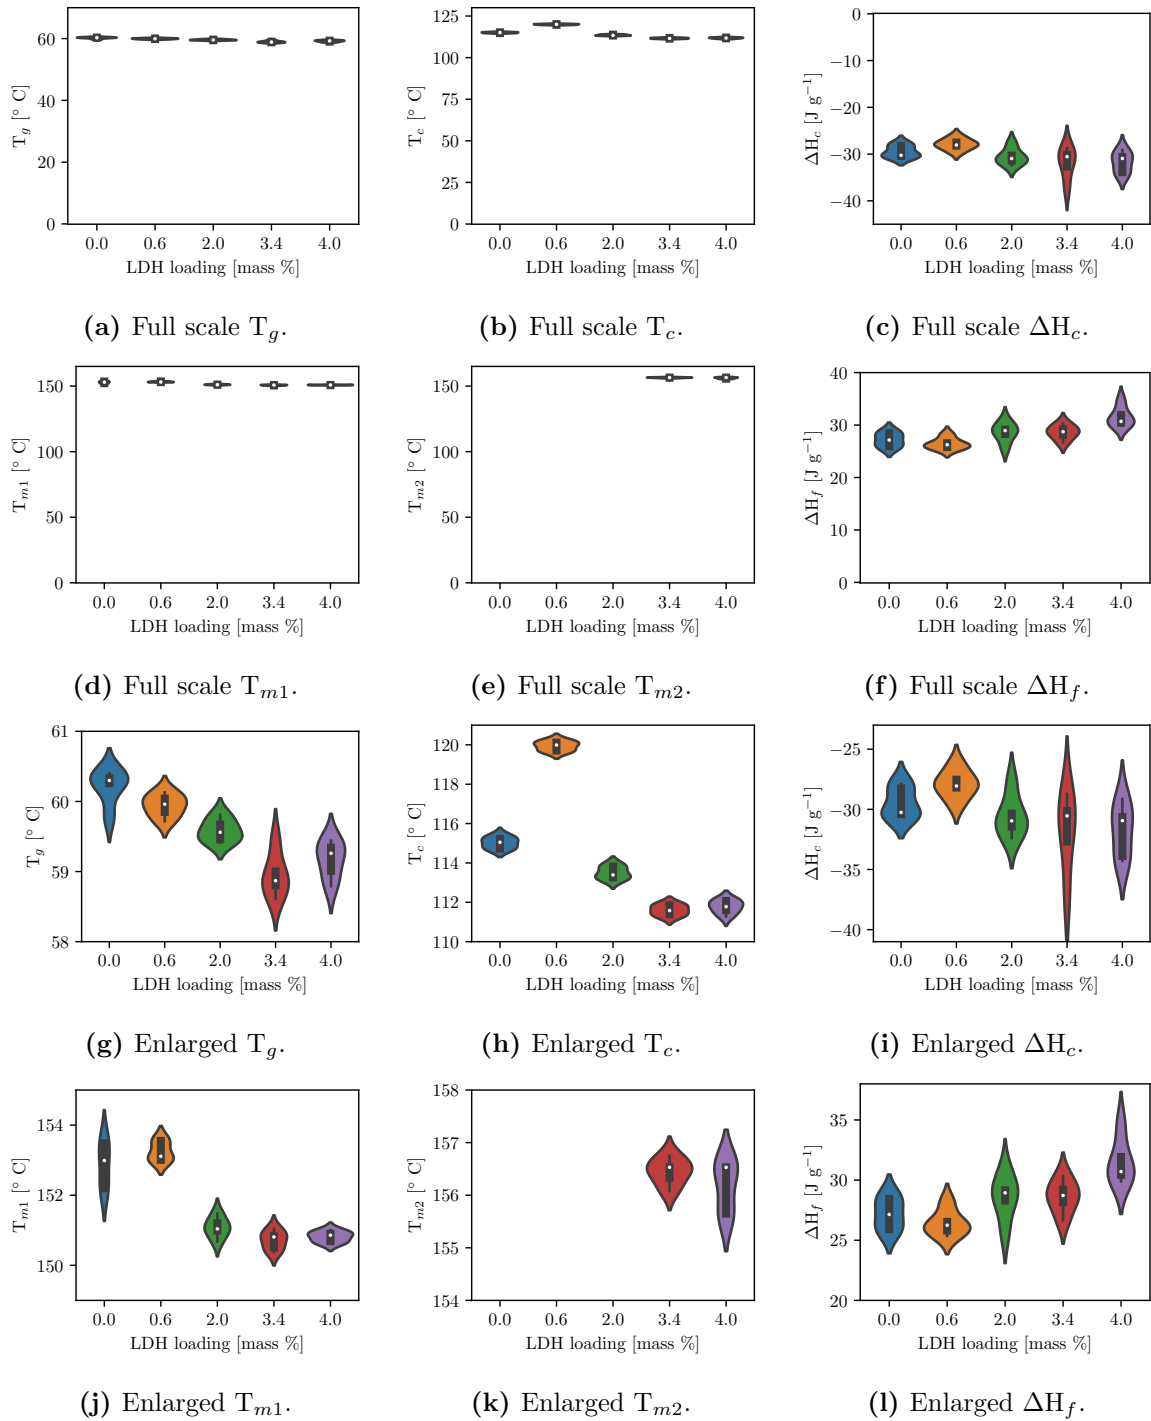 60
40
20
0
T_g [° C]
0.0 0.6 2.0 3.4 4.0
LDH loading [mass %]
(a) Full scale T_g.
125
100
75
50
25
0
T_c [° C]
0.0 0.6 2.0 3.4 4.0
LDH loading [mass %]
(b) Full scale T_c.
0
−10
−20
−30
−40
ΔH_c [J g⁻¹]
0.0 0.6 2.0 3.4 4.0
LDH loading [mass %]
(c) Full scale ΔH_c.
150
100
50
0
T_m1 [° C]
0.0 0.6 2.0 3.4 4.0
LDH loading [mass %]
(d) Full scale T_m1.
150
100
50
0
T_m2 [° C]
0.0 0.6 2.0 3.4 4.0
LDH loading [mass %]
(e) Full scale T_m2.
40
30
20
10
0
ΔH_f [J g⁻¹]
0.0 0.6 2.0 3.4 4.0
LDH loading [mass %]
(f) Full scale ΔH_f.
61
60
59
58
T_g [° C]
0.0 0.6 2.0 3.4 4.0
LDH loading [mass %]
(g) Enlarged T_g.
120
118
116
114
112
110
T_c [° C]
0.0 0.6 2.0 3.4 4.0
LDH loading [mass %]
(h) Enlarged T_c.
−25
−30
−35
−40
ΔH_c [J g⁻¹]
0.0 0.6 2.0 3.4 4.0
LDH loading [mass %]
(i) Enlarged ΔH_c.
154
152
150
T_m1 [° C]
0.0 0.6 2.0 3.4 4.0
LDH loading [mass %]
(j) Enlarged T_m1.
158
157
156
155
154
T_m2 [° C]
0.0 0.6 2.0 3.4 4.0
LDH loading [mass %]
(k) Enlarged T_m2.
35
30
25
20
ΔH_f [J g⁻¹]
0.0 0.6 2.0 3.4 4.0
LDH loading [mass %]
(l) Enlarged ΔH_f.